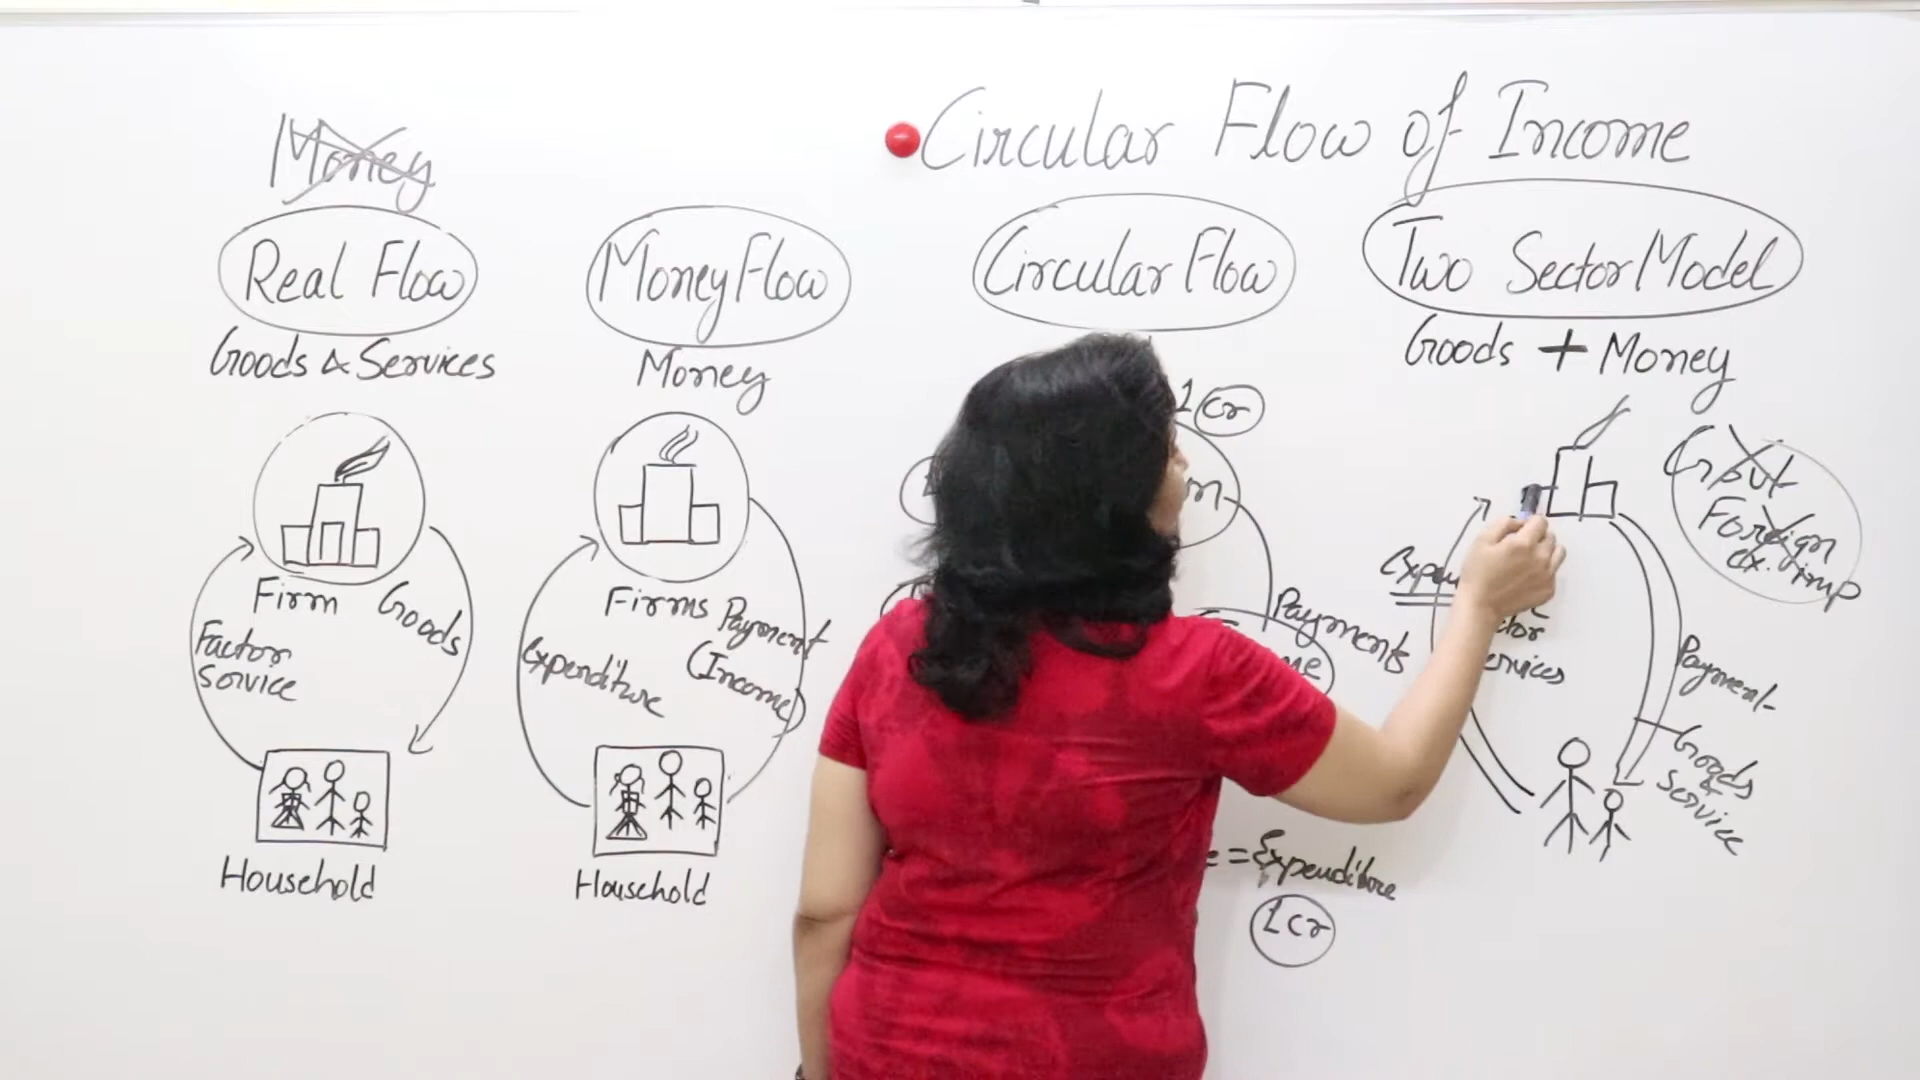 Circular Flow of Income
Money
Real Flow
Goods & Services
Firm
Goods
Factor
Service
Household
Money Flow
Money
Firms
Payment
(Income)
Expenditure
Household
Circular Flow
1 cr
Payments
= Expenditure
1 cr
Two Sector Model
Goods + Money
Govt
Foreign
ex. imp
Payment
Goods
&
Service